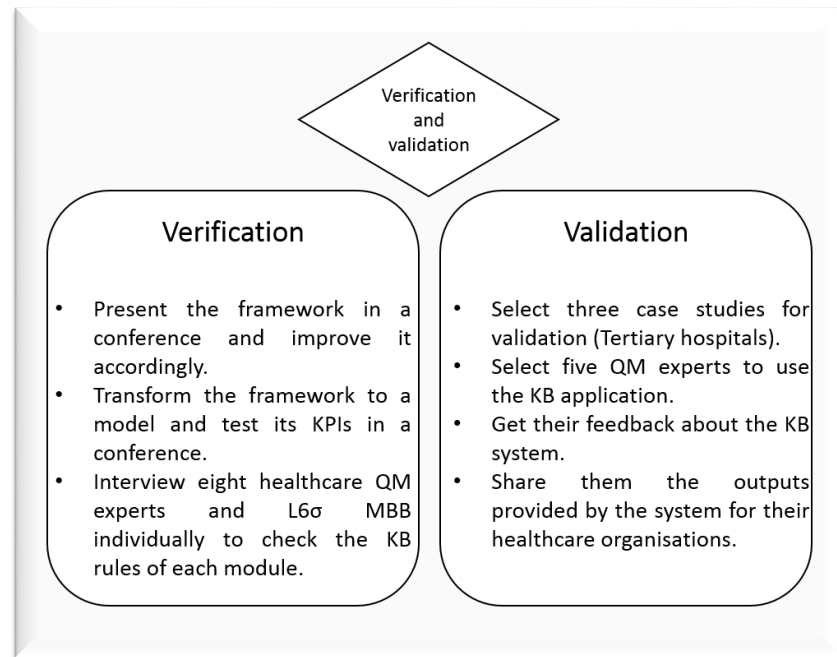 Verification
and
validation
Verification
• Present the framework in a
conference and improve it
accordingly.
• Transform the framework to a
model and test its KPIs in a
conference.
• Interview eight healthcare QM
experts and L6σ MBB
individually to check the KB
rules of each module.
Validation
• Select three case studies for
validation (Tertiary hospitals).
• Select five QM experts to use
the KB application.
• Get their feedback about the KB
system.
• Share them the outputs
provided by the system for their
healthcare organisations.